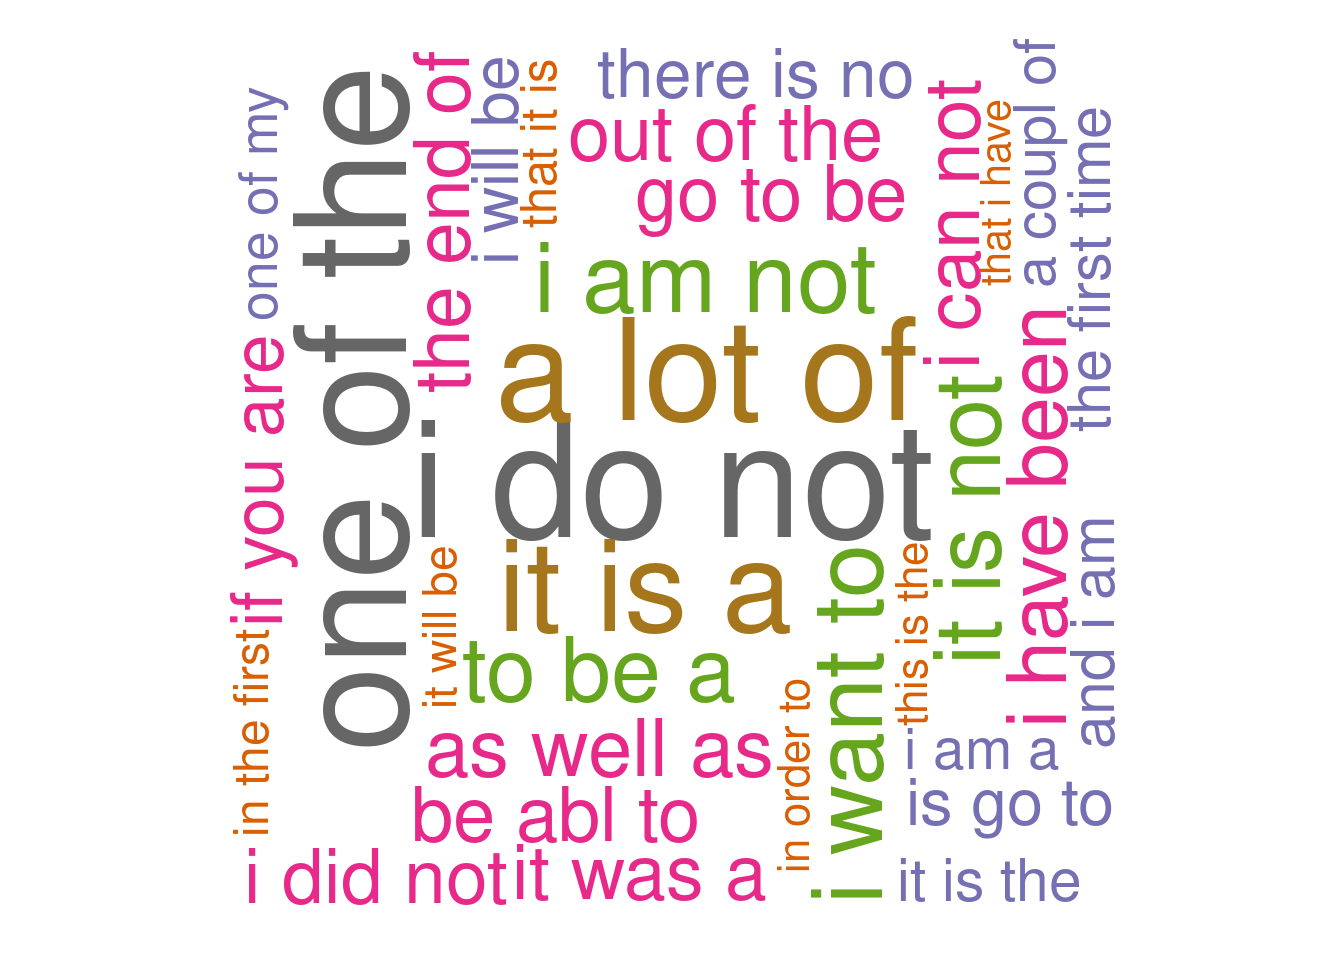 one of my
one of the
the end of
i will be
that it is
there is no
out of the
go to be
i can not
that i have
a coupl of
the first time
i am not
a lot of
i do not
it is a
if you are
in the first
it will be
to be a
as well as
be abl to
i did not
it was a
in order to
i want to
this is the
it is not
i have been
and i am
i am a
is go to
it is the